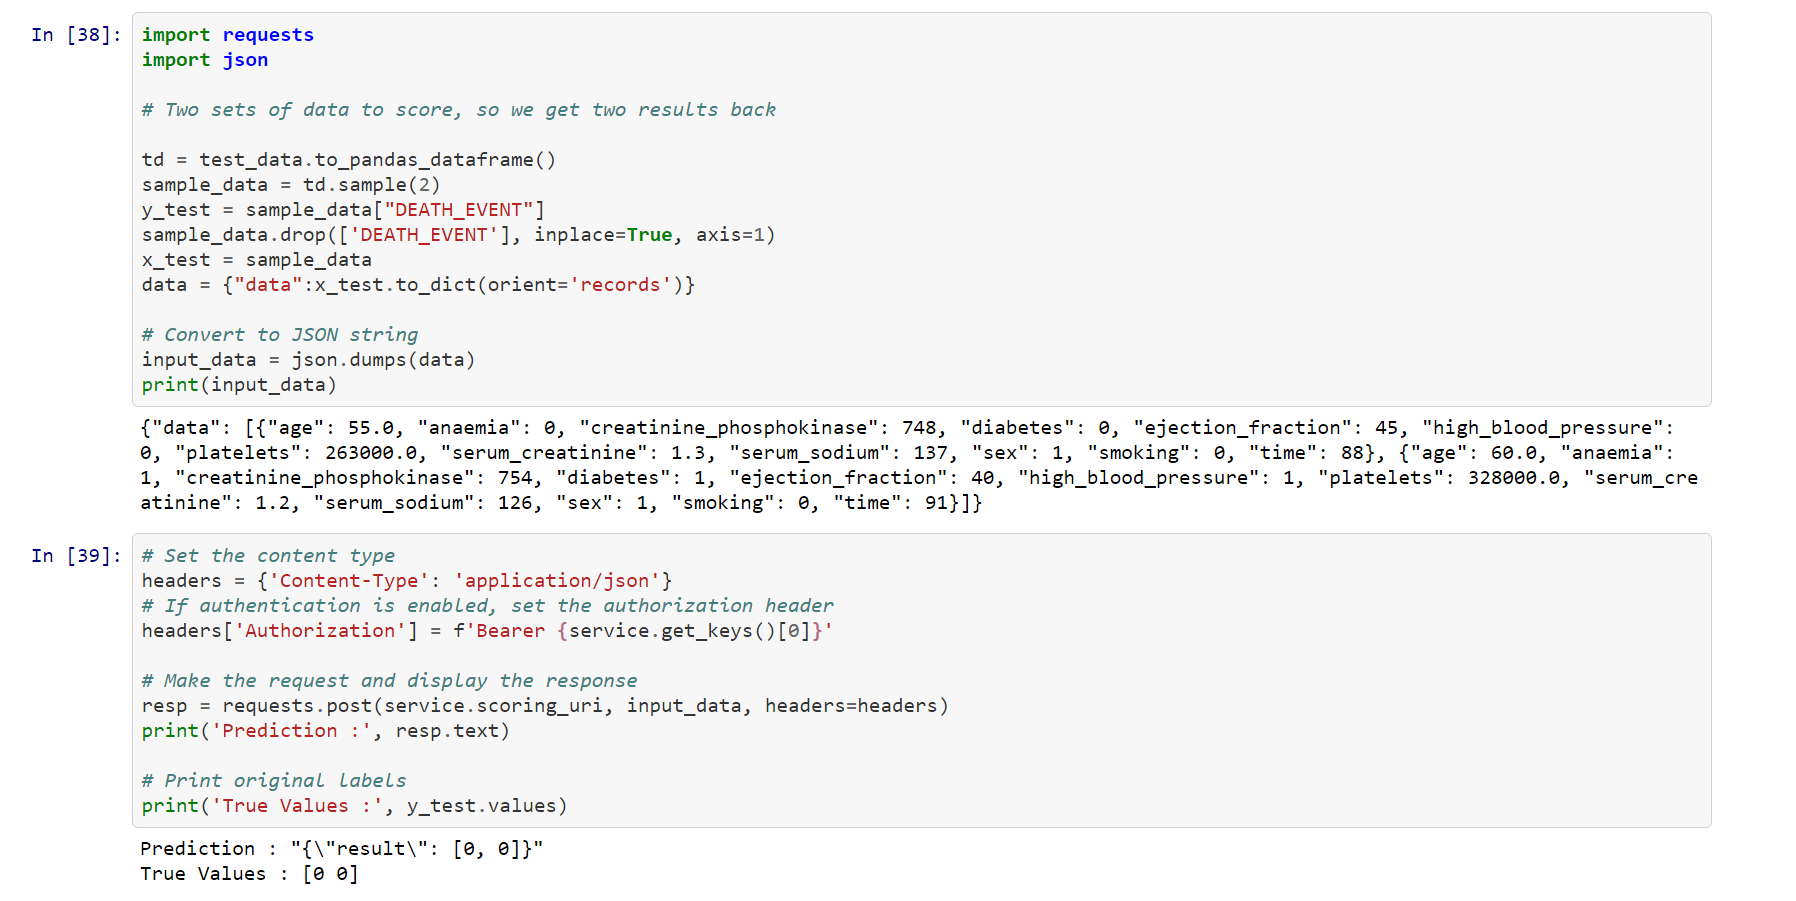 In [38]:
import requests
import json
# Two sets of data to score, so we get two results back
td = test_data.to_pandas_dataframe()
sample_data = td.sample(2)
y_test = sample_data["DEATH_EVENT"]
sample_data.drop(['DEATH_EVENT'], inplace=True, axis=1)
x_test = sample_data
data = {"data":x_test.to_dict(orient='records')}
# Convert to JSON string
input_data = json.dumps(data)
print(input_data)
{"data": [{"age": 55.0, "anaemia": 0, "creatinine_phosphokinase": 748, "diabetes": 0, "ejection_fraction": 45, "high_blood_pressure":
0, "platelets": 263000.0, "serum_creatinine": 1.3, "serum_sodium": 137, "sex": 1, "smoking": 0, "time": 88}, {"age": 60.0, "anaemia":
1, "creatinine_phosphokinase": 754, "diabetes": 1, "ejection_fraction": 40, "high_blood_pressure": 1, "platelets": 328000.0, "serum_cre
atinine": 1.2, "serum_sodium": 126, "sex": 1, "smoking": 0, "time": 91}]}
In [39]:
# Set the content type
headers = {'Content-Type': 'application/json'}
# If authentication is enabled, set the authorization header
headers['Authorization'] = f'Bearer {service.get_keys()[0]}'
# Make the request and display the response
resp = requests.post(service.scoring_uri, input_data, headers=headers)
print('Prediction :', resp.text)
# Print original labels
print('True Values :', y_test.values)
Prediction : "{\"result\": [0, 0]}"
True Values : [0 0]